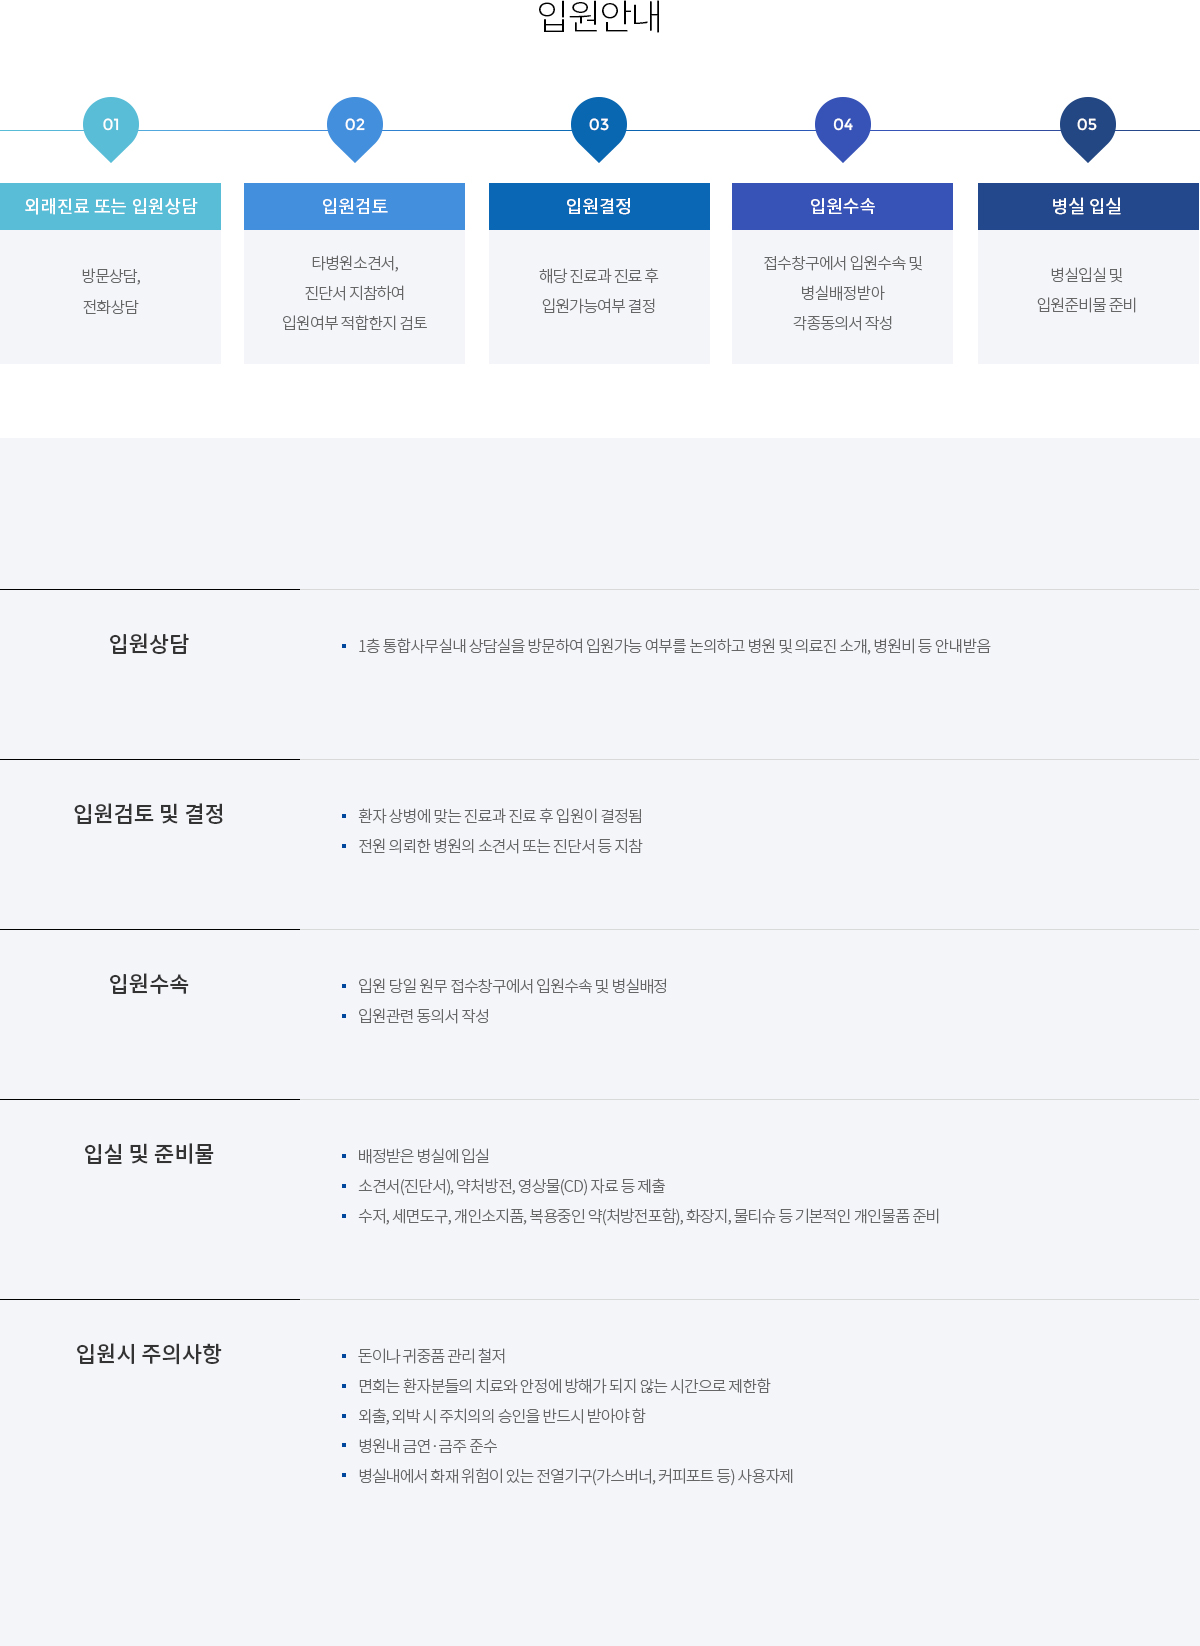 입원안내
01
02
03
04
05
외래진료 또는 입원상담
방문상담,
전화상담
입원검토
타병원소견서,
진단서 지참하여
입원여부 적합한지 검토
입원결정
해당 진료과 진료 후
입원가능여부 결정
입원수속
접수창구에서 입원수속 및
병실배정받아
각종동의서 작성
병실 입실
병실입실 및
입원준비물 준비
입원상담
1층 통합사무실내 상담실을 방문하여 입원가능 여부를 논의하고 병원 및 의료진 소개, 병원비 등 안내받음
입원검토 및 결정
환자 상병에 맞는 진료과 진료 후 입원이 결정됨
전원 의뢰한 병원의 소견서 또는 진단서 등 지참
입원수속
입원 당일 원무 접수창구에서 입원수속 및 병실배정
입원관련 동의서 작성
입실 및 준비물
배정받은 병실에 입실
소견서(진단서), 약처방전, 영상물(CD) 자료 등 제출
수저, 세면도구, 개인소지품, 복용중인 약(처방전포함), 화장지, 물티슈 등 기본적인 개인물품 준비
입원시 주의사항
돈이나 귀중품 관리 철저
면회는 환자분들의 치료와 안정에 방해가 되지 않는 시간으로 제한함
외출, 외박 시 주치의의 승인을 반드시 받아야 함
병원내 금연·금주 준수
병실내에서 화재 위험이 있는 전열기구(가스버너, 커피포트 등) 사용자제